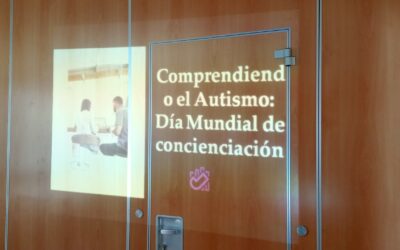 Comprendiend
o el Autismo:
Día Mundial de
concienciación